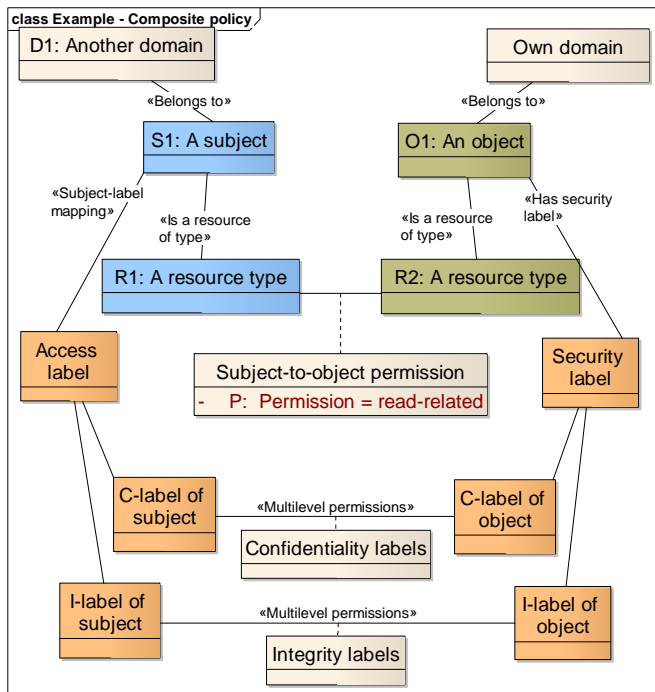 class Example - Composite policy
D1: Another domain
Own domain
«Belongs to»
«Belongs to»
S1: A subject
O1: An object
«Subject-label
mapping»
«Is a resource
of type»
«Is a resource
of type»
«Has security
label»
R1: A resource type
R2: A resource type
Access
label
Subject-to-object permission
- P: Permission = read-related
Security
label
C-label of
subject
«Multilevel permissions»
C-label of
object
Confidentiality labels
I-label of
subject
«Multilevel permissions»
I-label of
object
Integrity labels